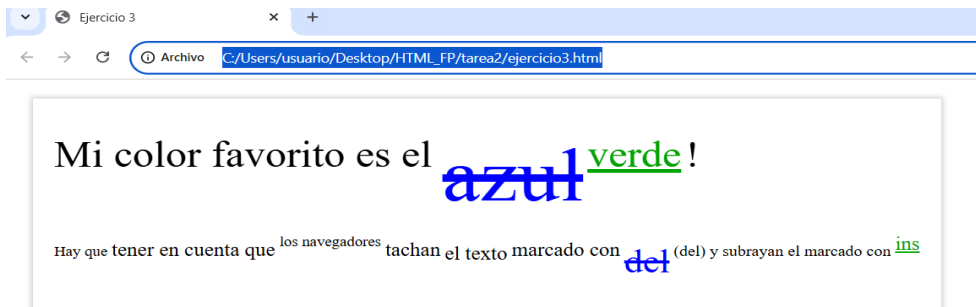 Ejercicio 3
Archivo C:/Users/usuario/Desktop/HTML_FP/tarea2/ejercicio3.html
Mi color favorito es el azul verde!
Hay que tener en cuenta que los navegadores tachan el texto marcado con del (del) y subrayan el marcado con ins